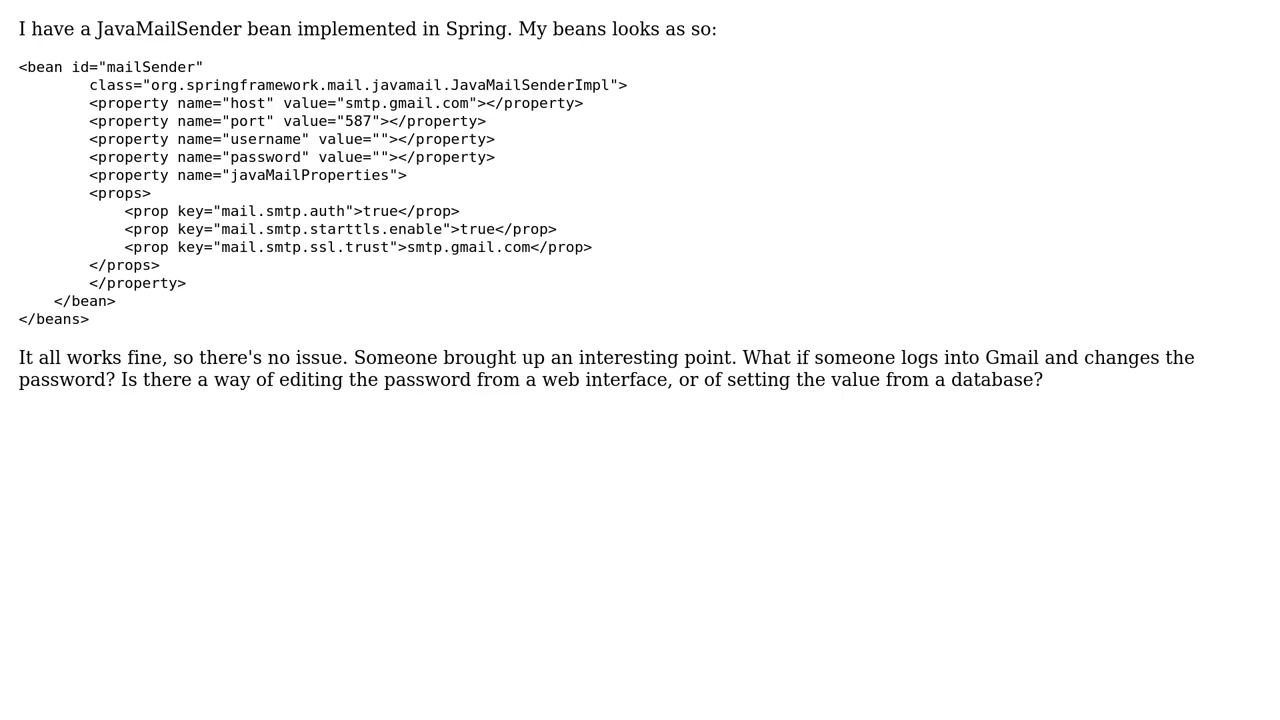 I have a JavaMailSender bean implemented in Spring. My beans looks as so:
<bean id="mailSender"
        class="org.springframework.mail.javamail.JavaMailSenderImpl">
        <property name="host" value="smtp.gmail.com"></property>
        <property name="port" value="587"></property>
        <property name="username" value=""></property>
        <property name="password" value=""></property>
        <property name="javaMailProperties">
        <props>
            <prop key="mail.smtp.auth">true</prop>
            <prop key="mail.smtp.starttls.enable">true</prop>
            <prop key="mail.smtp.ssl.trust">smtp.gmail.com</prop>
        </props>
        </property>
    </bean>
</beans>
It all works fine, so there's no issue. Someone brought up an interesting point. What if someone logs into Gmail and changes the
password? Is there a way of editing the password from a web interface, or of setting the value from a database?